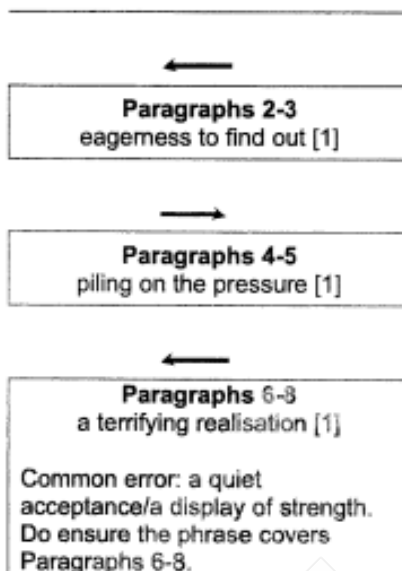 Paragraphs 2-3
eagerness to find out [1]
Paragraphs 4-5
piling on the pressure [1]
Paragraphs 6-8
a terrifying realisation [1]
Common error: a quiet
acceptance/a display of strength.
Do ensure the phrase covers
Paragraphs 6-8.